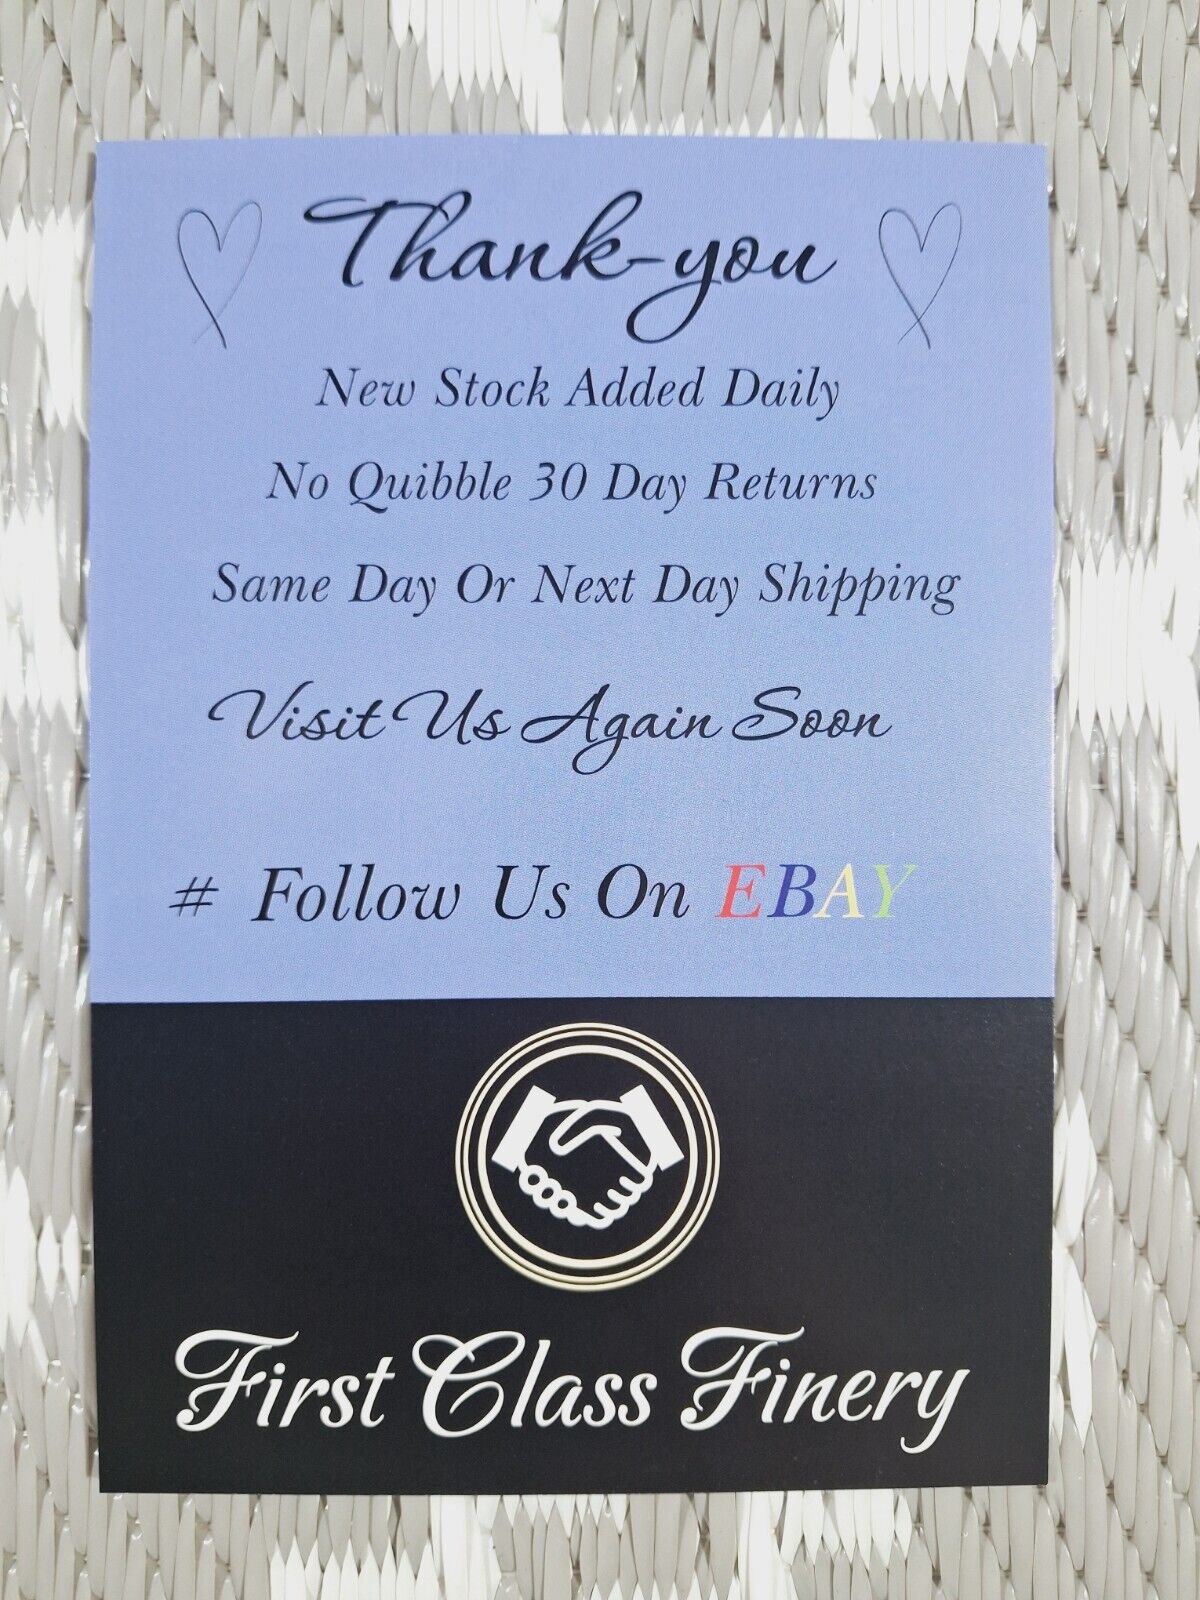 Thank-you
New Stock Added Daily
No Quibble 30 Day Returns
Same Day Or Next Day Shipping
Visit Us Again Soon
# Follow Us On EBAY
First Class Finery